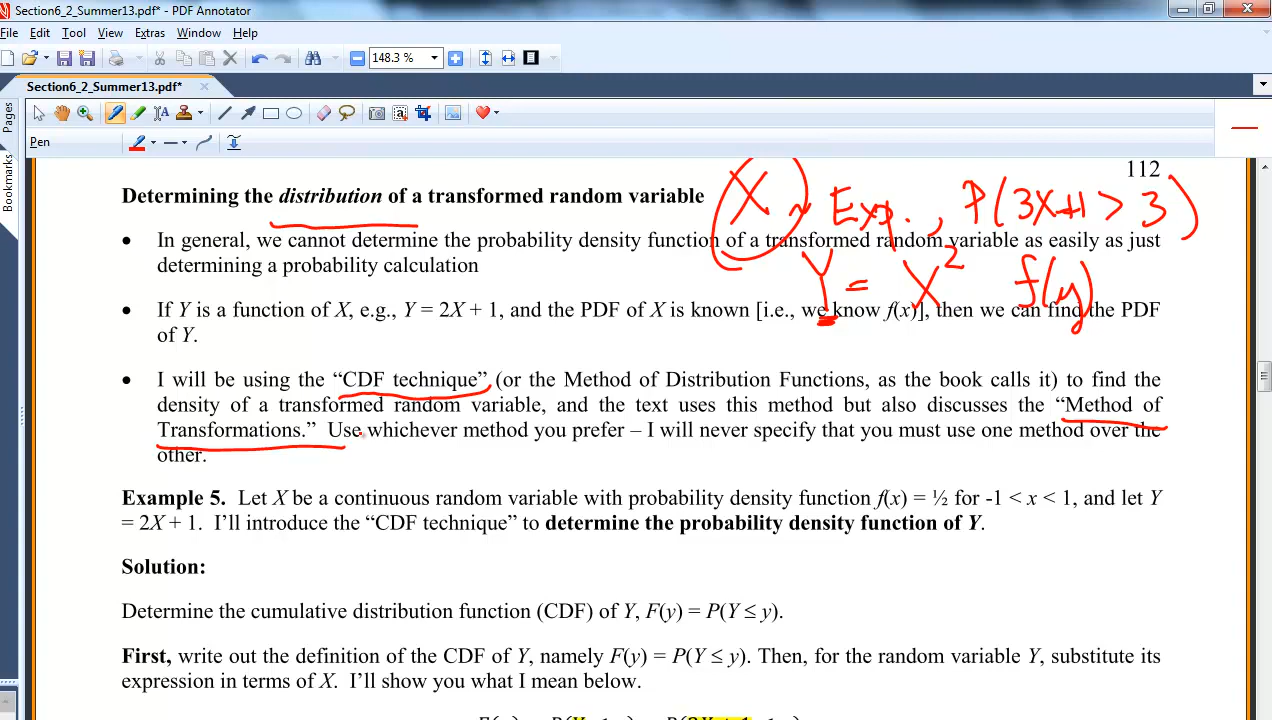 Section6_2_Summer13.pdf* - PDF Annotator
File Edit Tool View Extras Window Help
148.3 %
Section6_2_Summer13.pdf*
Pen
Pages
Bookmarks
112
Determining the distribution of a transformed random variable
X ~ Exp. , P(3X+1 > 3)
• In general, we cannot determine the probability density function of a transformed random variable as easily as just
determining a probability calculation
Y = X² f(y)
• If Y is a function of X, e.g., Y = 2X + 1, and the PDF of X is known [i.e., we know f(x)], then we can find the PDF
of Y.
• I will be using the “CDF technique” (or the Method of Distribution Functions, as the book calls it) to find the
density of a transformed random variable, and the text uses this method but also discusses the “Method of
Transformations.” Use whichever method you prefer – I will never specify that you must use one method over the
other.
Example 5. Let X be a continuous random variable with probability density function f(x) = ½ for -1 < x < 1, and let Y
= 2X + 1. I’ll introduce the “CDF technique” to determine the probability density function of Y.
Solution:
Determine the cumulative distribution function (CDF) of Y, F(y) = P(Y ≤ y).
First, write out the definition of the CDF of Y, namely F(y) = P(Y ≤ y). Then, for the random variable Y, substitute its
expression in terms of X. I’ll show you what I mean below.